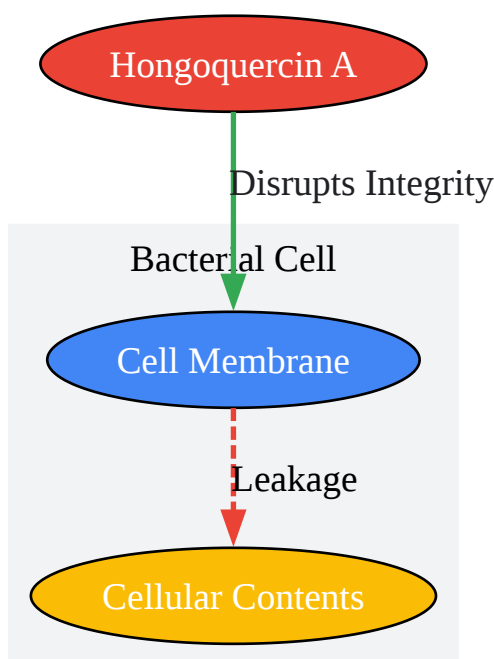 Hongoquercin A
Disrupts Integrity
Bacterial Cell
Cell Membrane
Leakage
Cellular Contents